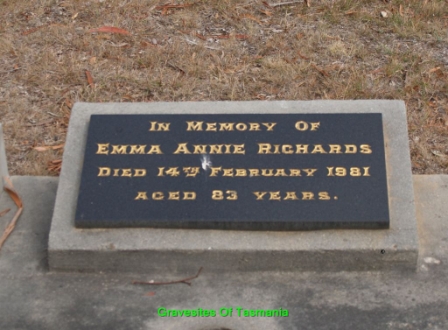 IN MEMORY OF
EMMA ANNIE RICHARDS
DIED 14TH FEBRUARY 1981
AGED 83 YEARS.
Gravesites Of Tasmania